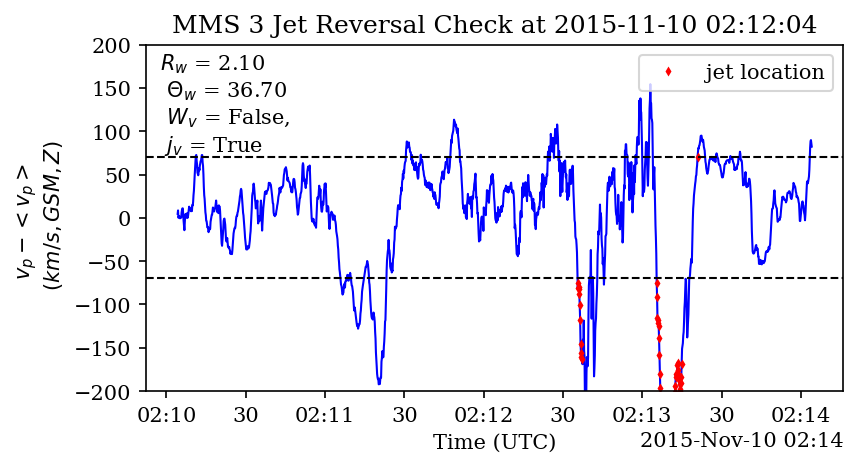 MMS 3 Jet Reversal Check at 2015-11-10 02:12:04
R_w = 2.10
Θ_w = 36.70
W_v = False,
j_v = True
jet location
v_p − < v_p >
(km/s, GSM, Z)
200
150
100
50
0
−50
−100
−150
−200
02:10 30 02:11 30 02:12 30 02:13 30 02:14
Time (UTC)
2015-Nov-10 02:14